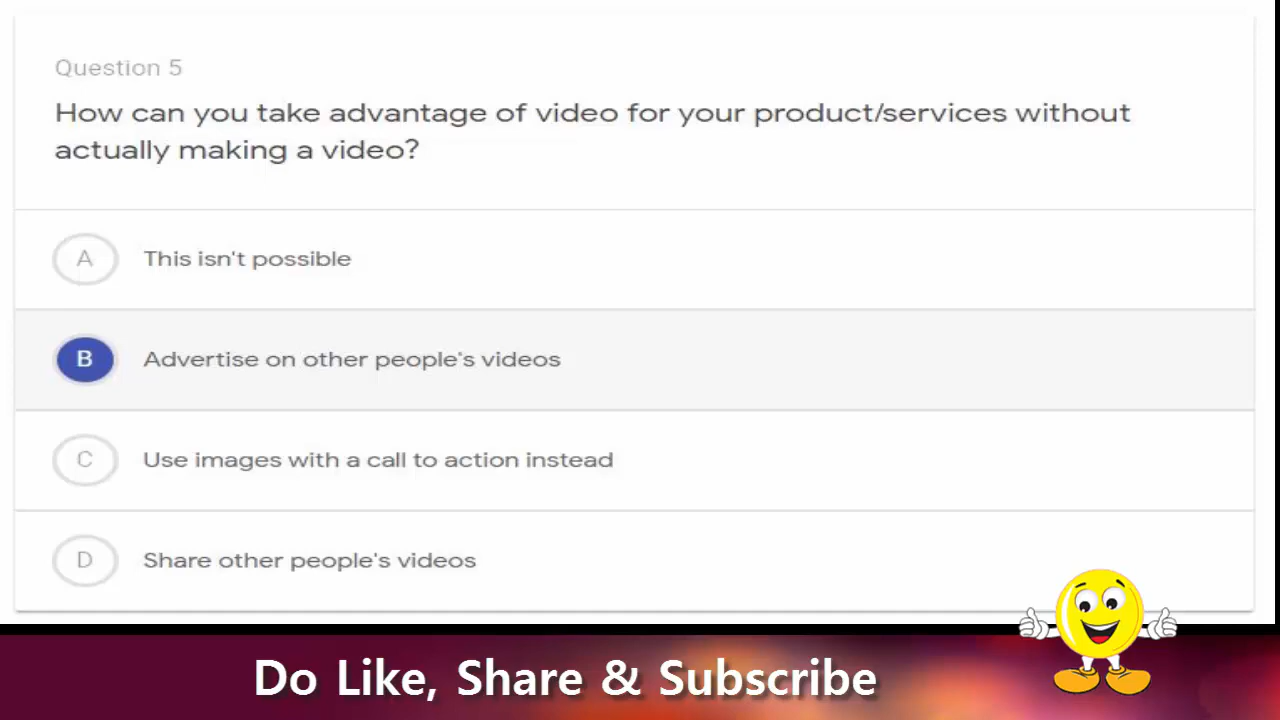 Question 5
How can you take advantage of video for your product/services without
actually making a video?
A This isn't possible
B Advertise on other people's videos
C Use images with a call to action instead
D Share other people's videos
Do Like, Share & Subscribe